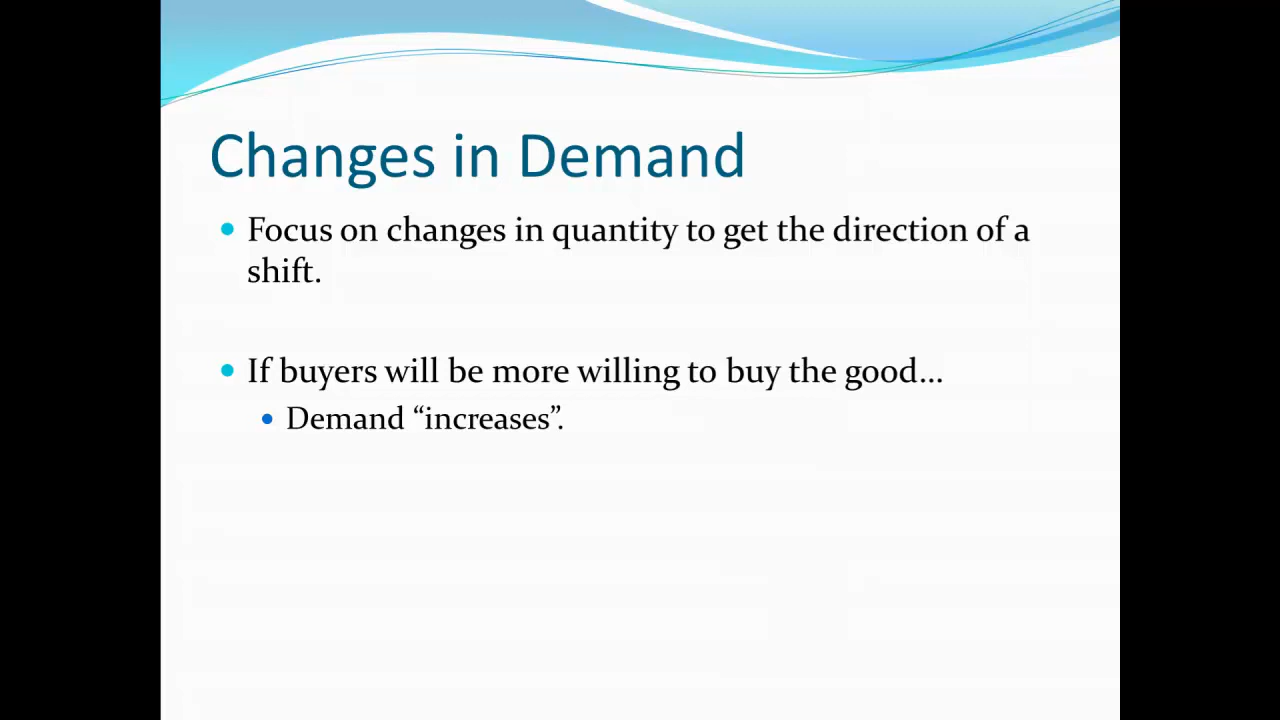 Changes in Demand
Focus on changes in quantity to get the direction of a
shift.
If buyers will be more willing to buy the good…
Demand “increases”.